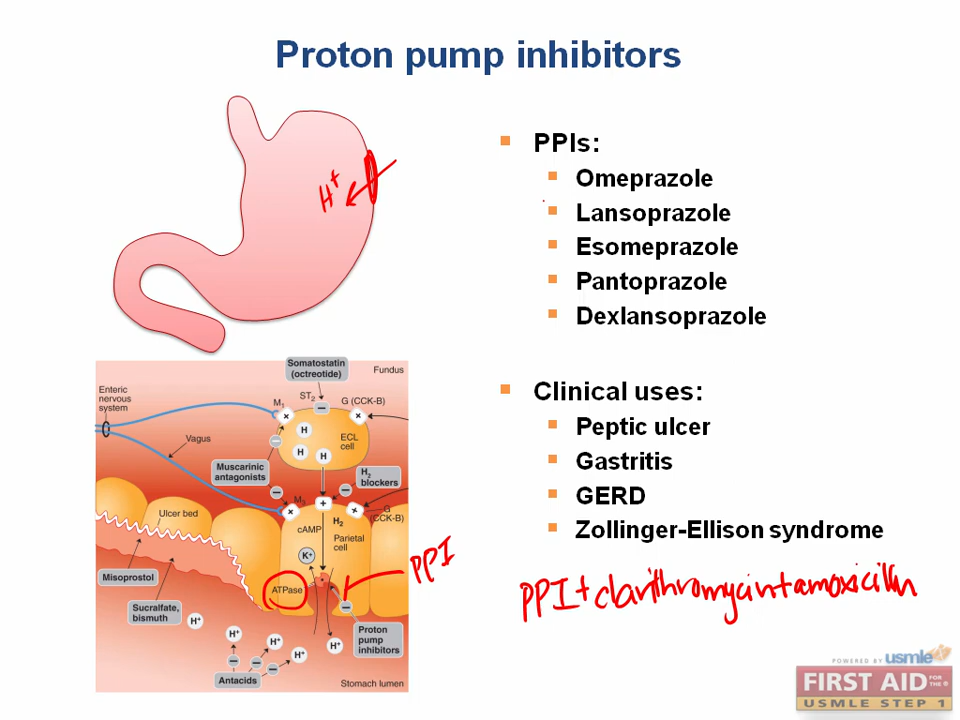 Proton pump inhibitors
H+
PPIs:
Omeprazole
Lansoprazole
Esomeprazole
Pantoprazole
Dexlansoprazole
Clinical uses:
Peptic ulcer
Gastritis
GERD
Zollinger-Ellison syndrome
PPI + clarithromycin + amoxicillin
Somatostatin
(octreotide)
Fundus
Enteric
nervous
system
ST2
M1
G (CCK-B)
Vagus
H
H
H
ECL
cell
Muscarinic
antagonists
H2
blockers
M3
G
(CCK-B)
Ulcer bed
cAMP
H2
Parietal
cell
K+
PPI
Misoprostol
ATPase
Sucralfate,
bismuth
H+
H+
H+
H+
H+
Proton
pump
inhibitors
Antacids
Stomach lumen
POWERED BY usmlerx
FIRST AID FOR THE®
USMLE STEP 1